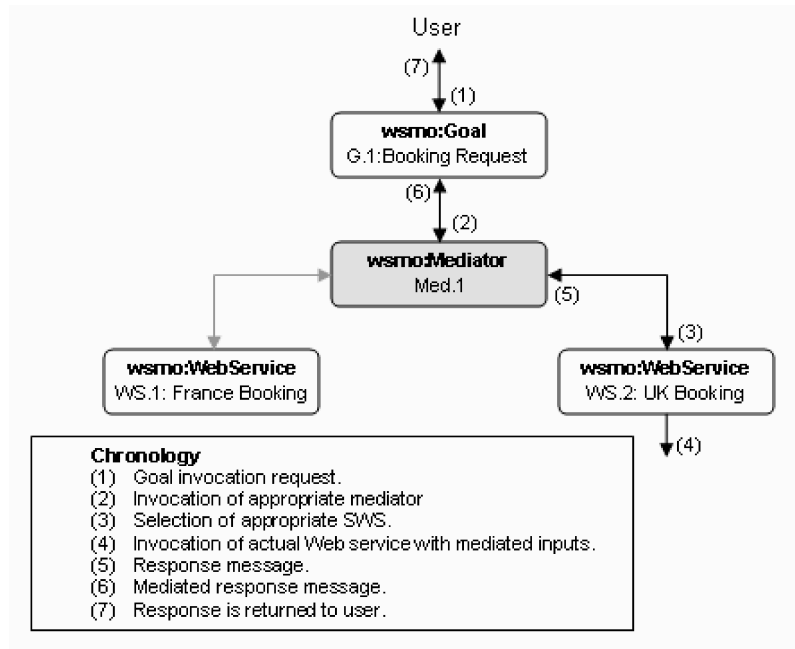 User
(7)
(1)
wsmo:Goal
G.1:Booking Request
(6)
(2)
wsmo:Mediator
Med.1
(5)
(3)
wsmo:WebService
WS.1: France Booking
wsmo:WebService
WS.2: UK Booking
(4)
Chronology
(1) Goal invocation request.
(2) Invocation of appropriate mediator
(3) Selection of appropriate SWS.
(4) Invocation of actual Web service with mediated inputs.
(5) Response message.
(6) Mediated response message.
(7) Response is returned to user.